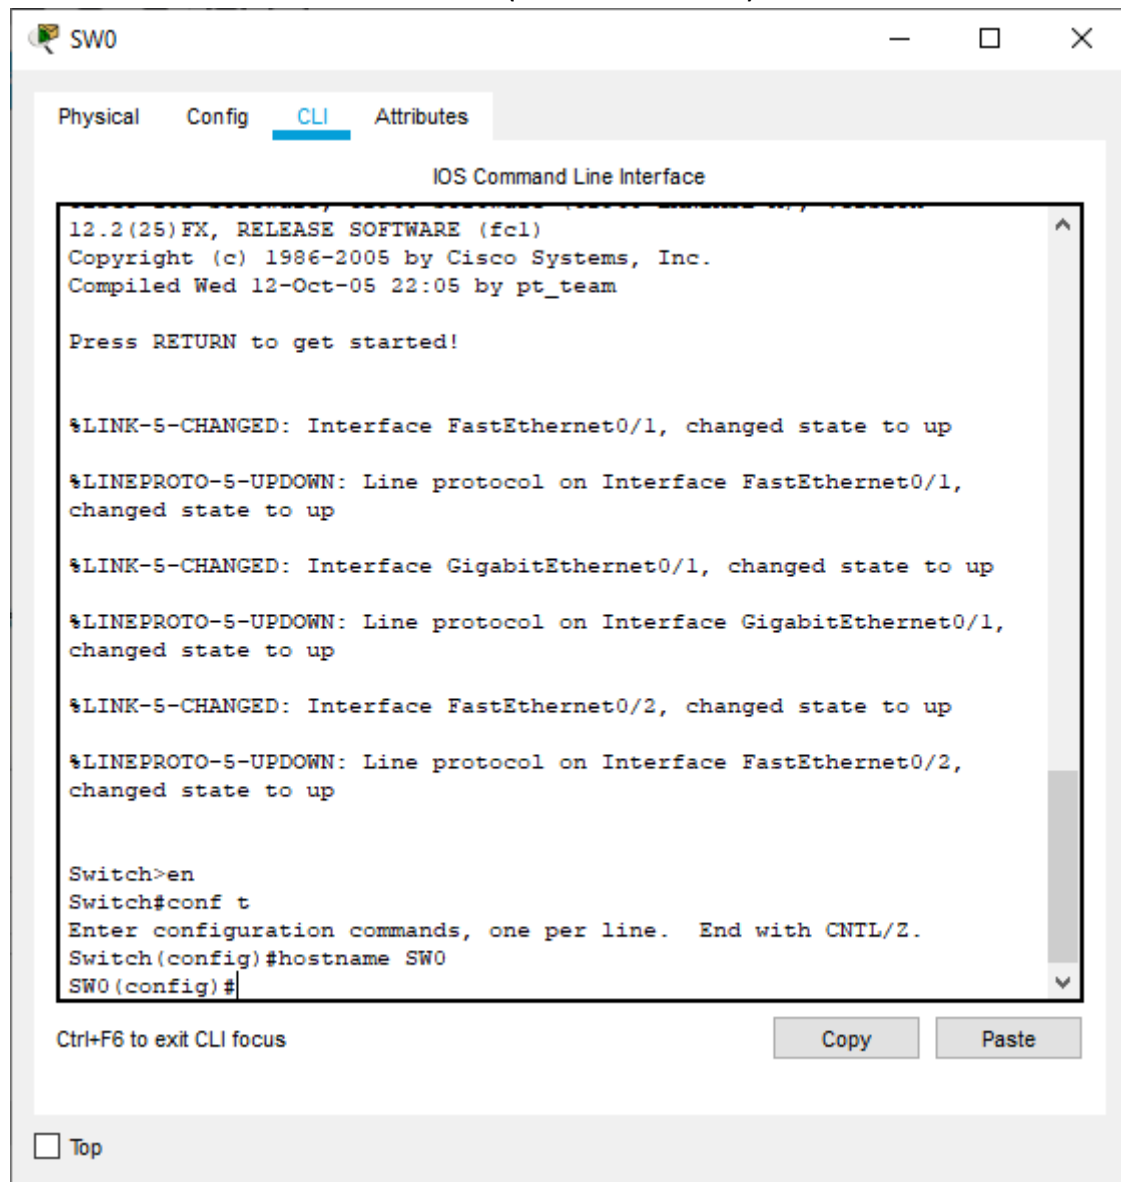 SW0
Physical Config CLI Attributes
IOS Command Line Interface
12.2(25)FX, RELEASE SOFTWARE (fc1)
Copyright (c) 1986-2005 by Cisco Systems, Inc.
Compiled Wed 12-Oct-05 22:05 by pt_team
Press RETURN to get started!
%LINK-5-CHANGED: Interface FastEthernet0/1, changed state to up
%LINEPROTO-5-UPDOWN: Line protocol on Interface FastEthernet0/1,
changed state to up
%LINK-5-CHANGED: Interface GigabitEthernet0/1, changed state to up
%LINEPROTO-5-UPDOWN: Line protocol on Interface GigabitEthernet0/1,
changed state to up
%LINK-5-CHANGED: Interface FastEthernet0/2, changed state to up
%LINEPROTO-5-UPDOWN: Line protocol on Interface FastEthernet0/2,
changed state to up
Switch>en
Switch#conf t
Enter configuration commands, one per line.  End with CNTL/Z.
Switch(config)#hostname SW0
SW0(config)#
Ctrl+F6 to exit CLI focus
Copy Paste
Top